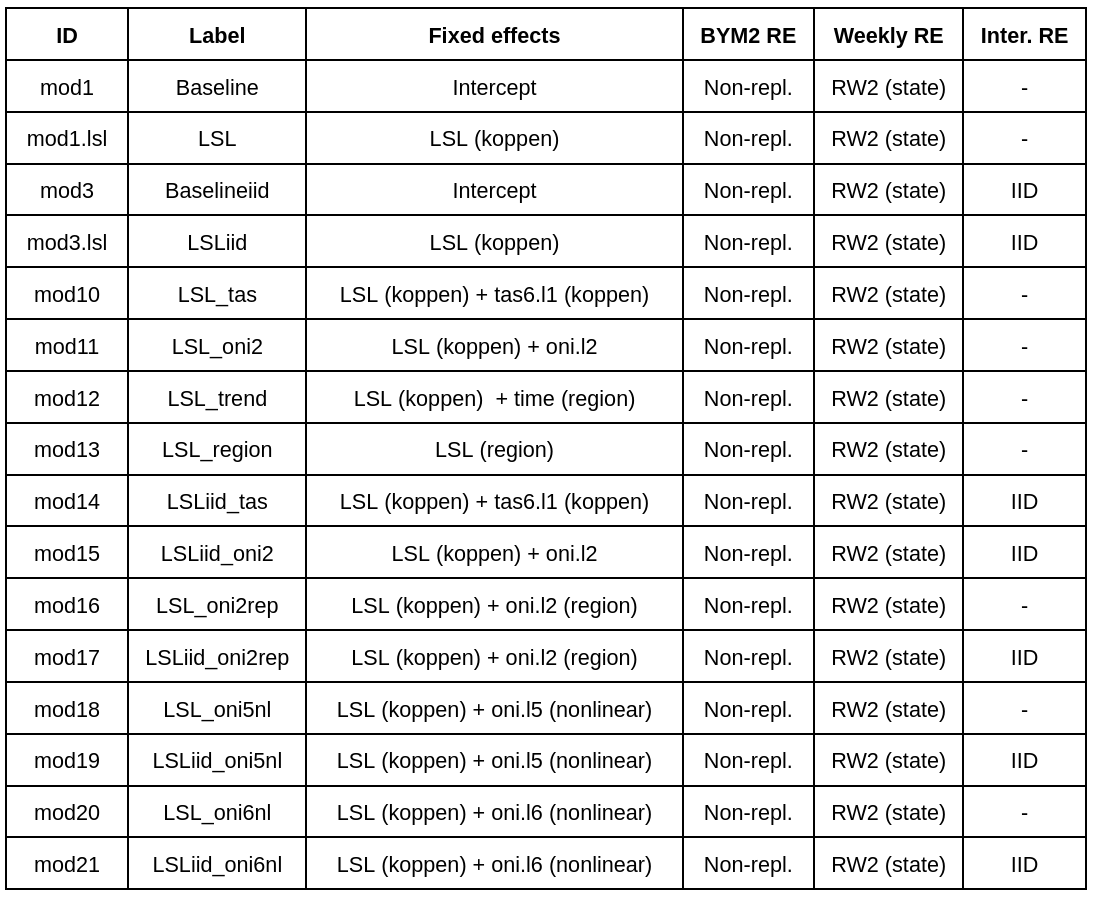 ID Label Fixed effects BYM2 RE Weekly RE Inter. RE
mod1 Baseline Intercept Non-repl. RW2 (state) -
mod1.lsl LSL LSL (koppen) Non-repl. RW2 (state) -
mod3 Baselineiid Intercept Non-repl. RW2 (state) IID
mod3.lsl LSLiid LSL (koppen) Non-repl. RW2 (state) IID
mod10 LSL_tas LSL (koppen) + tas6.l1 (koppen) Non-repl. RW2 (state) -
mod11 LSL_oni2 LSL (koppen) + oni.l2 Non-repl. RW2 (state) -
mod12 LSL_trend LSL (koppen)  + time (region) Non-repl. RW2 (state) -
mod13 LSL_region LSL (region) Non-repl. RW2 (state) -
mod14 LSLiid_tas LSL (koppen) + tas6.l1 (koppen) Non-repl. RW2 (state) IID
mod15 LSLiid_oni2 LSL (koppen) + oni.l2 Non-repl. RW2 (state) IID
mod16 LSL_oni2rep LSL (koppen) + oni.l2 (region) Non-repl. RW2 (state) -
mod17 LSLiid_oni2rep LSL (koppen) + oni.l2 (region) Non-repl. RW2 (state) IID
mod18 LSL_oni5nl LSL (koppen) + oni.l5 (nonlinear) Non-repl. RW2 (state) -
mod19 LSLiid_oni5nl LSL (koppen) + oni.l5 (nonlinear) Non-repl. RW2 (state) IID
mod20 LSL_oni6nl LSL (koppen) + oni.l6 (nonlinear) Non-repl. RW2 (state) -
mod21 LSLiid_oni6nl LSL (koppen) + oni.l6 (nonlinear) Non-repl. RW2 (state) IID